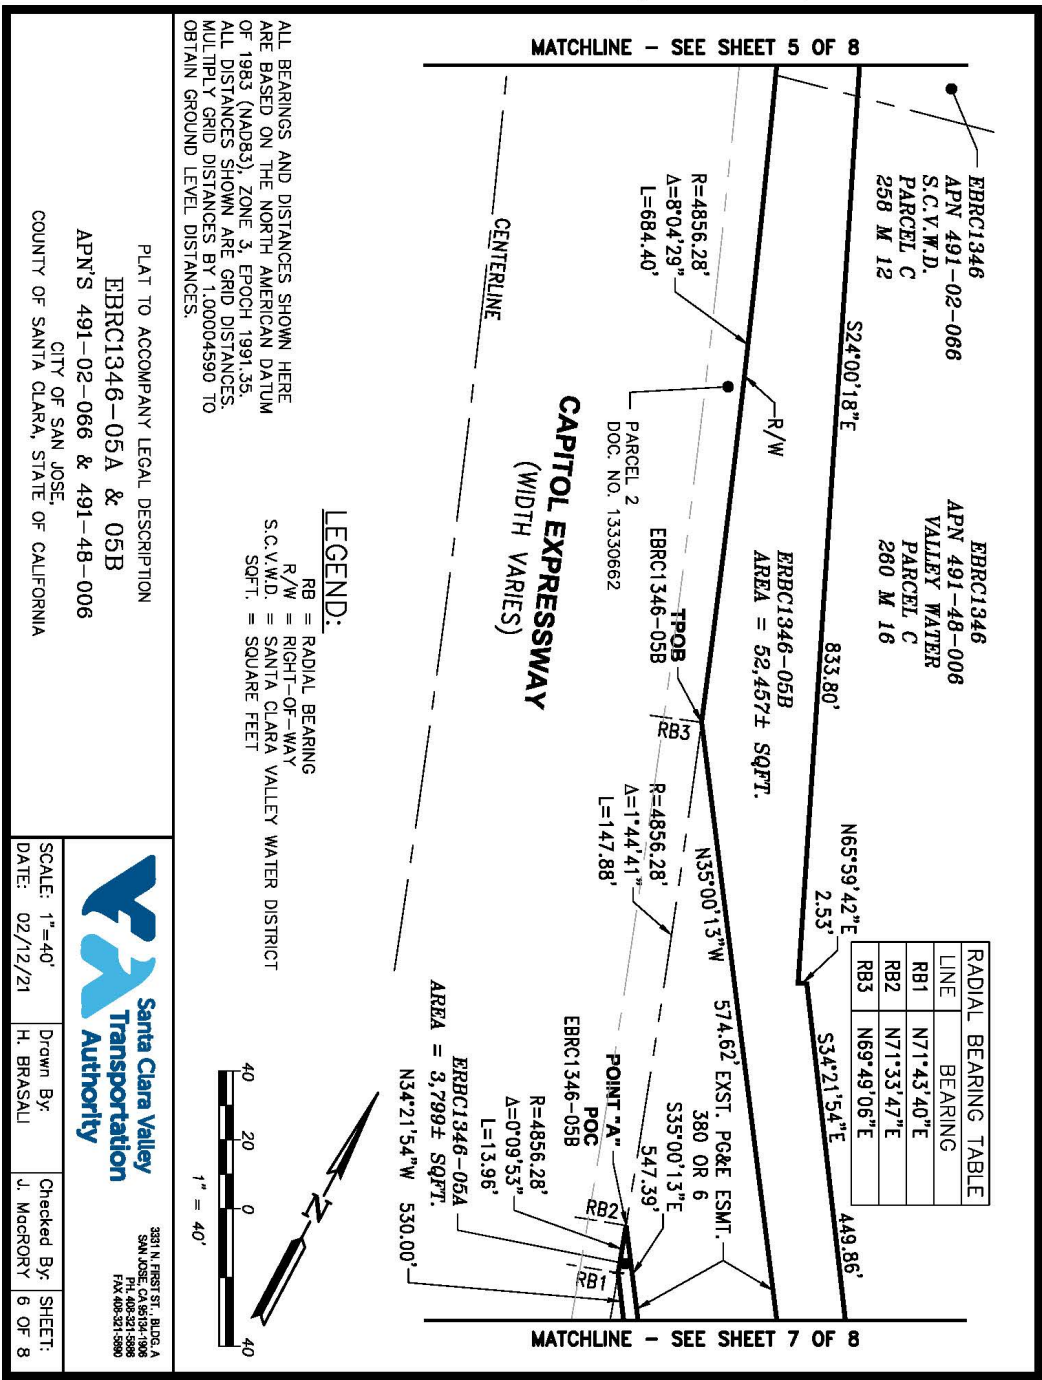 MATCHLINE - SEE SHEET 5 OF 8
EBRC1346
APN 491-02-066
S.C.V.W.D.
PARCEL C
258 M 12
EBRC1346
APN 491-48-006
VALLEY WATER
PARCEL C
260 M 16
RADIAL BEARING TABLE
LINE BEARING
RB1 N71°43'40"E
RB2 N71°33'47"E
RB3 N69°49'06"E
S24°00'18"E
833.80'
N65°59'42"E
2.53'
S34°21'54"E
449.86'
R=4856.28'
Δ=8°04'29"
L=684.40'
R/W
PARCEL 2
DOC. NO. 13330662
ERBC1346-05B
AREA = 52,457± SQFT.
TPOB
EBRC1346-05B
RB3
N35°00'13"W
574.62'
EXST. PG&E ESMT.
380 OR 6
S35°00'13"E
547.39'
R=4856.28'
Δ=1°44'41"
L=147.88'
POINT "A"
POC
EBRC1346-05B
RB2
RB1
R=4856.28'
Δ=0°09'53"
L=13.96'
ERBC1346-05A
AREA = 3,799± SQFT.
N34°21'54"W 530.00'
CENTERLINE
CAPITOL EXPRESSWAY
(WIDTH VARIES)
MATCHLINE - SEE SHEET 7 OF 8
ALL BEARINGS AND DISTANCES SHOWN HERE
ARE BASED ON THE NORTH AMERICAN DATUM
OF 1983 (NAD83), ZONE 3, EPOCH 1991.35.
ALL DISTANCES SHOWN ARE GRID DISTANCES.
MULTIPLY GRID DISTANCES BY 1.00004590 TO
OBTAIN GROUND LEVEL DISTANCES.
LEGEND:
RB = RADIAL BEARING
R/W = RIGHT-OF-WAY
S.C.V.W.D. = SANTA CLARA VALLEY WATER DISTRICT
SQFT. = SQUARE FEET
N
40 20 0 40
1" = 40'
PLAT TO ACCOMPANY LEGAL DESCRIPTION
EBRC1346-05A & 05B
APN'S 491-02-066 & 491-48-006
CITY OF SAN JOSE,
COUNTY OF SANTA CLARA, STATE OF CALIFORNIA
Santa Clara Valley
Transportation
Authority
3331 N. FIRST ST., BLDG. A
SAN JOSE, CA 95134-1906
PH. 408-321-5886
FAX 408-321-5890
SCALE: 1"=40'
DATE: 02/12/21
Drawn By:
H. BRASALI
Checked By:
J. MacRORY
SHEET:
6 OF 8